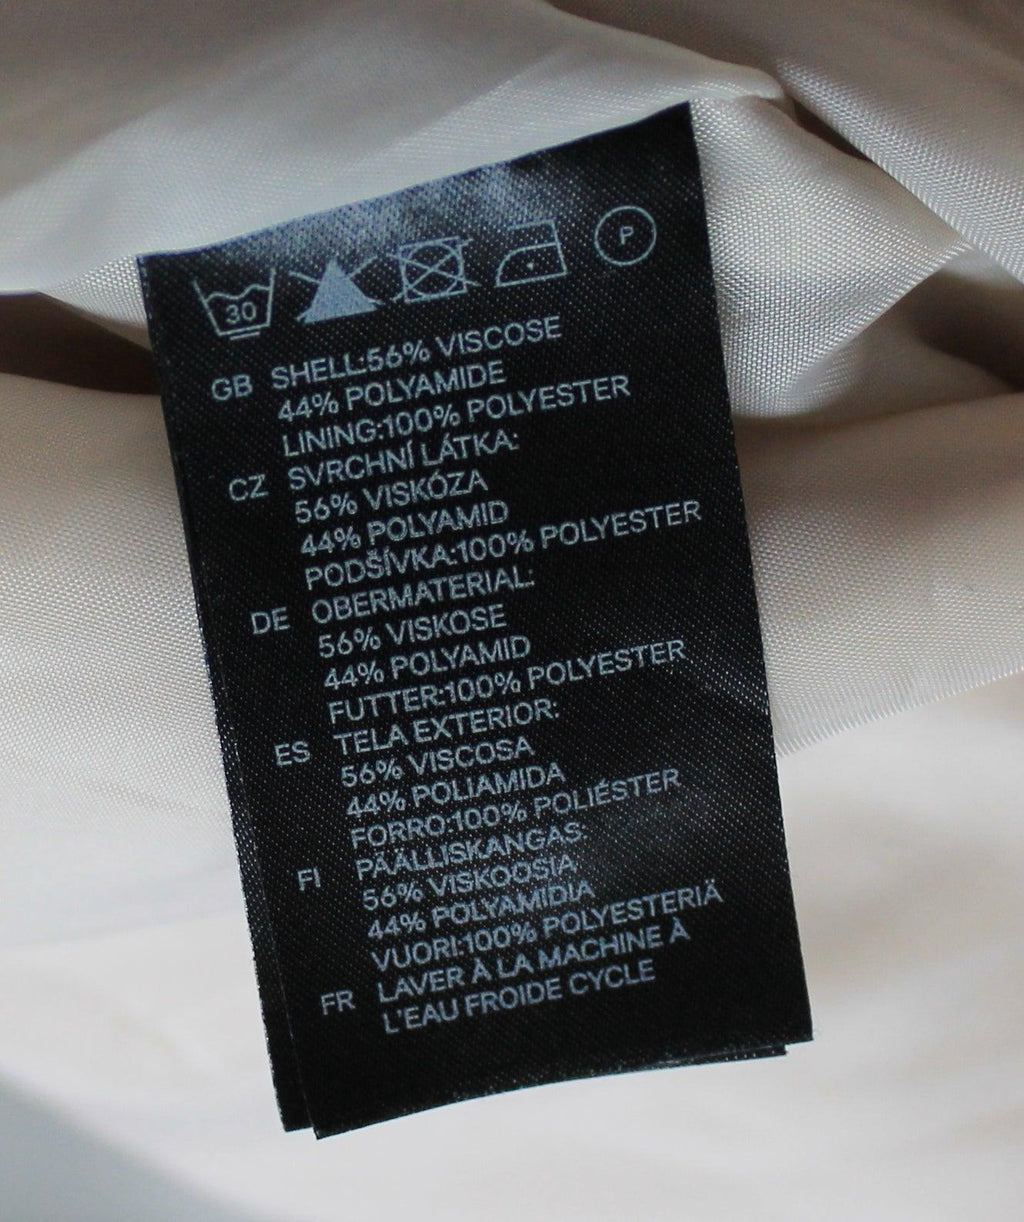 30
P
GB SHELL:56% VISCOSE
44% POLYAMIDE
LINING:100% POLYESTER
CZ SVRCHNÍ LÁTKA:
56% VISKÓZA
44% POLYAMID
PODŠÍVKA:100% POLYESTER
DE OBERMATERIAL:
56% VISKOSE
44% POLYAMID
FUTTER:100% POLYESTER
ES TELA EXTERIOR:
56% VISCOSA
44% POLIAMIDA
FORRO:100% POLIÉSTER
FI PÄÄLLISKANGAS:
56% VISKOOSIA
44% POLYAMIDIA
VUORI:100% POLYESTERIÄ
FR LAVER À LA MACHINE À
L'EAU FROIDE CYCLE